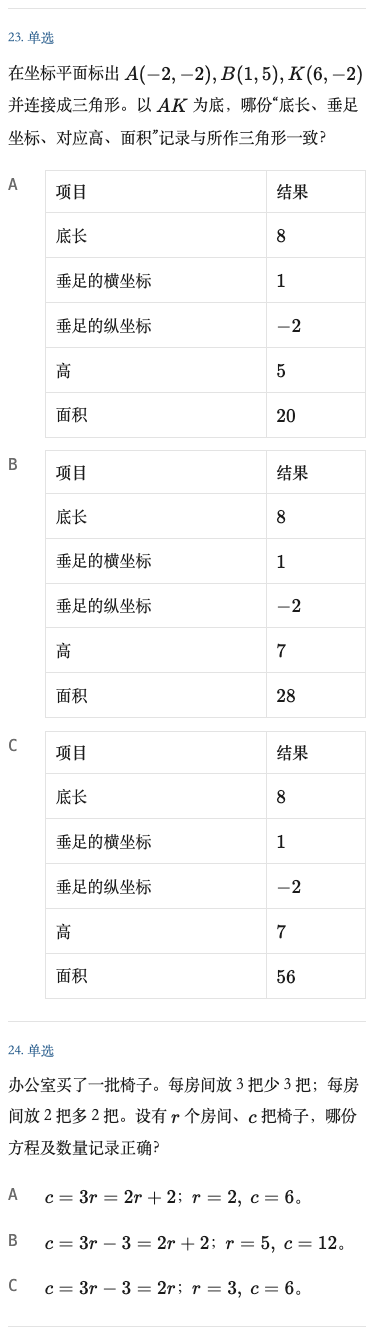 23. 单选
在坐标平面标出 A(−2, −2), B(1, 5), K(6, −2)
并连接成三角形。以 AK 为底，哪份“底长、垂足
坐标、对应高、面积”记录与所作三角形一致?
A
项目 结果
底长 8
垂足的横坐标 1
垂足的纵坐标 −2
高 5
面积 20
B
项目 结果
底长 8
垂足的横坐标 1
垂足的纵坐标 −2
高 7
面积 28
C
项目 结果
底长 8
垂足的横坐标 1
垂足的纵坐标 −2
高 7
面积 56
24. 单选
办公室买了一批椅子。每房间放 3 把少 3 把；每房
间放 2 把多 2 把。设有 r 个房间、c 把椅子，哪份
方程及数量记录正确?
A c = 3r = 2r + 2；r = 2, c = 6。
B c = 3r − 3 = 2r + 2；r = 5, c = 12。
C c = 3r − 3 = 2r；r = 3, c = 6。